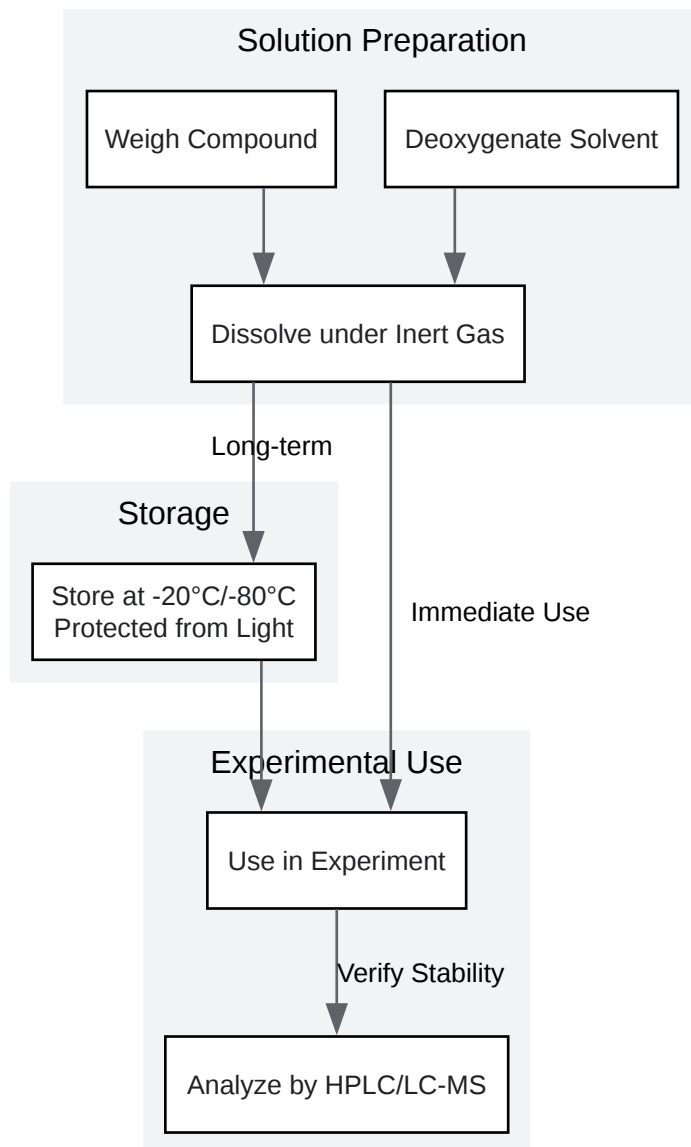 Solution Preparation
Weigh Compound
Deoxygenate Solvent
Dissolve under Inert Gas
Long-term
Storage
Store at -20°C/-80°C
Protected from Light
Immediate Use
Experimental Use
Use in Experiment
Verify Stability
Analyze by HPLC/LC-MS